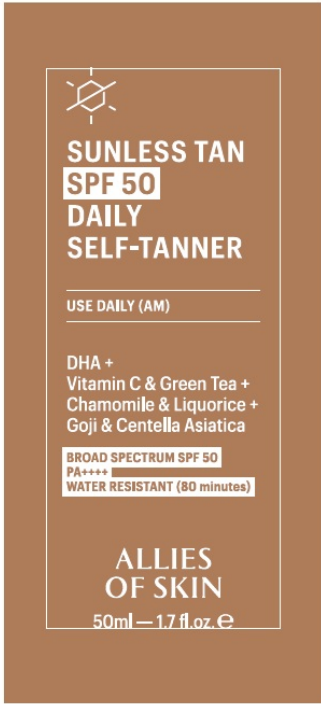 SUNLESS TAN
SPF 50
DAILY
SELF-TANNER
USE DAILY (AM)
DHA +
Vitamin C & Green Tea +
Chamomile & Liquorice +
Goji & Centella Asiatica
BROAD SPECTRUM SPF 50
PA++++
WATER RESISTANT (80 minutes)
ALLIES
OF SKIN
50ml — 1.7 fl.oz. ℮